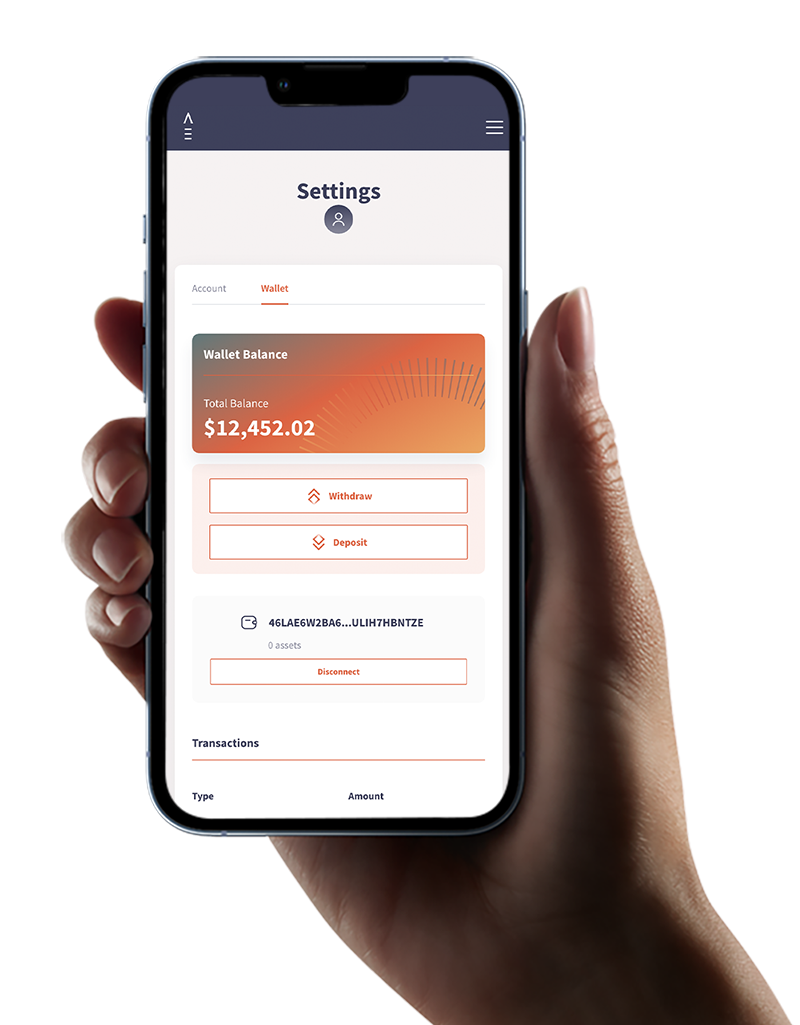 Settings
Account Wallet
Wallet Balance
Total Balance
$12,452.02
Withdraw
Deposit
46LAE6W2BA6...ULIH7HBNTZE
0 assets
Disconnect
Transactions
Type Amount